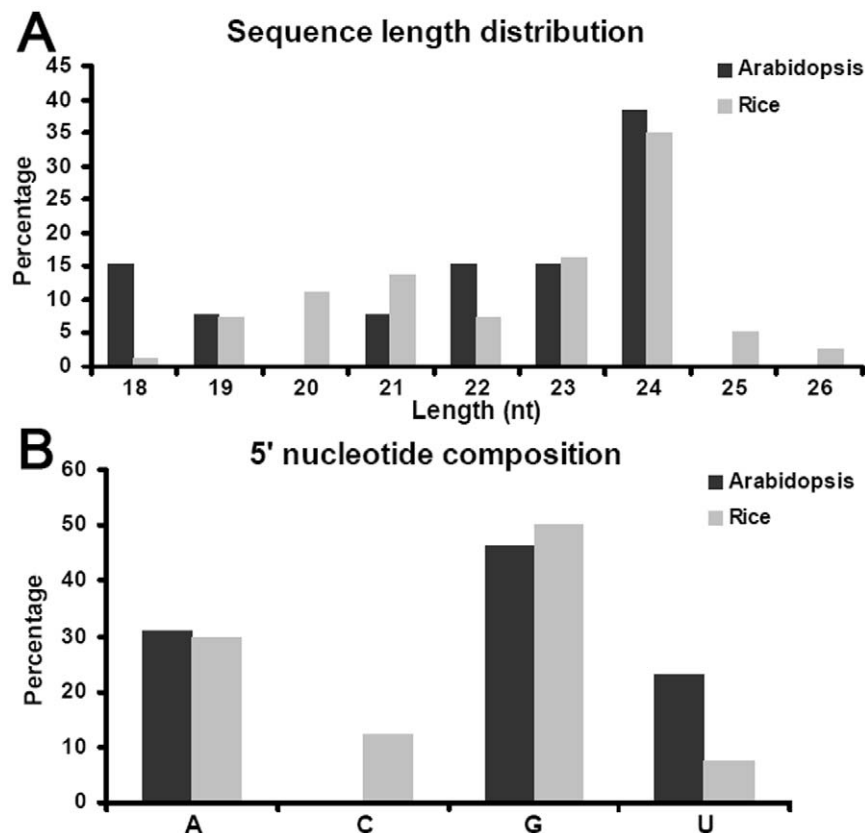 A
Sequence length distribution
45
40
35
30
25
20
15
10
5
0
Percentage
Arabidopsis
Rice
18 19 20 21 22 23 24 25 26
Length (nt)
B
5' nucleotide composition
60
50
40
30
20
10
0
Percentage
Arabidopsis
Rice
A C G U